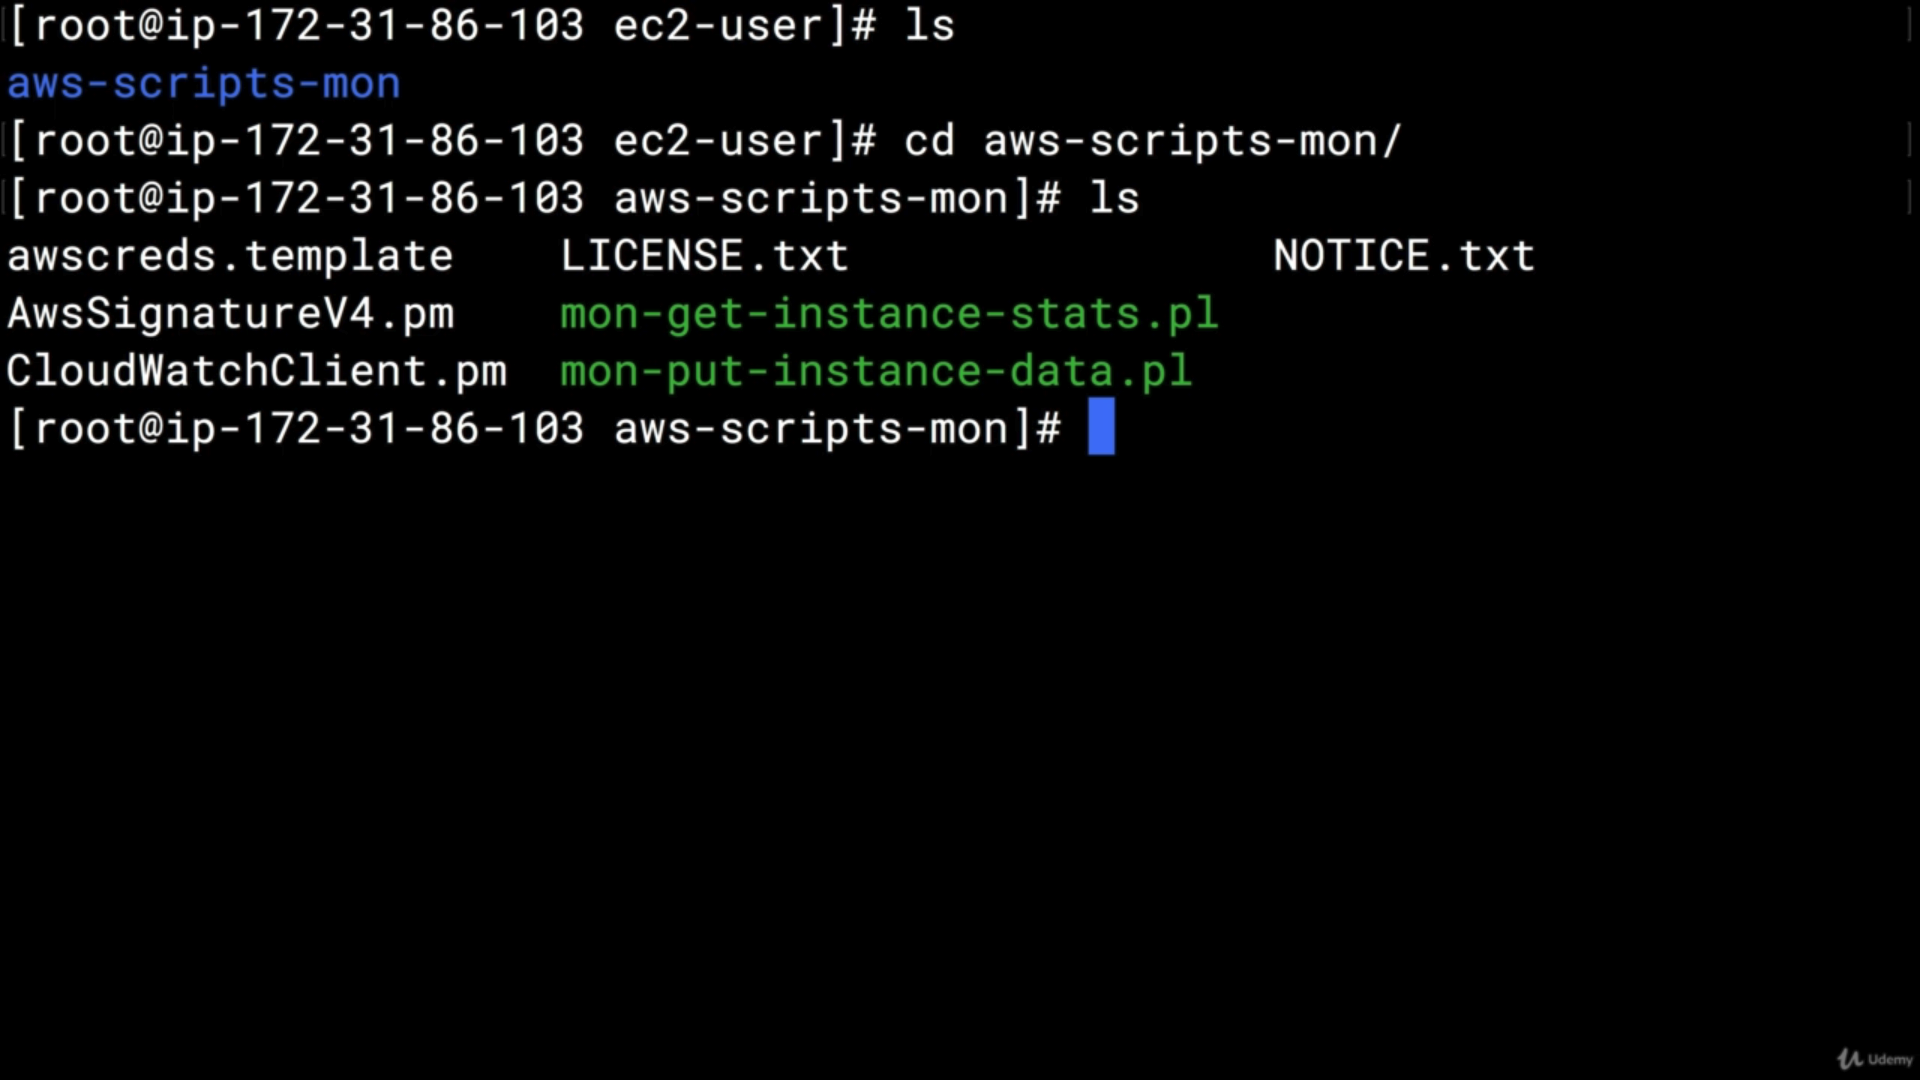 [root@ip-172-31-86-103 ec2-user]# ls
aws-scripts-mon
[root@ip-172-31-86-103 ec2-user]# cd aws-scripts-mon/
[root@ip-172-31-86-103 aws-scripts-mon]# ls
awscreds.template LICENSE.txt NOTICE.txt
AwsSignatureV4.pm mon-get-instance-stats.pl
CloudWatchClient.pm mon-put-instance-data.pl
[root@ip-172-31-86-103 aws-scripts-mon]#
Udemy